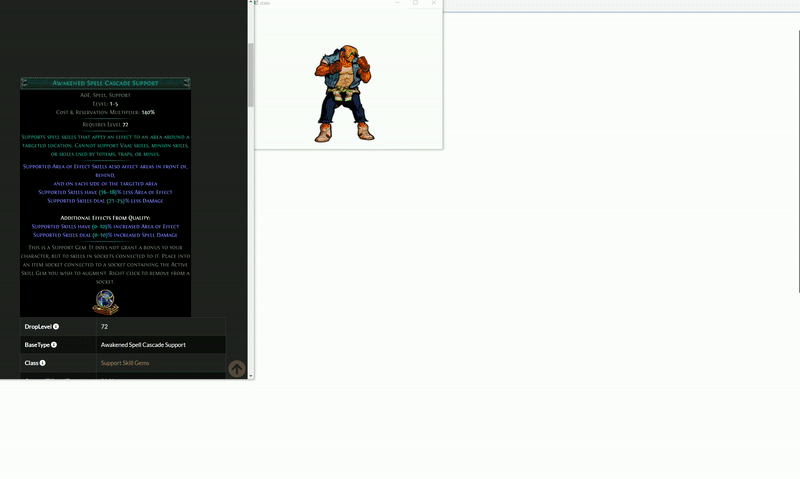 Awakened Spell Cascade Support
AoE, Spell, Support
Level: 1-5
Cost & Reservation Multiplier: 140%
Requires Level 72
Supports spell skills that apply an effect to an area around a
targeted location. Cannot support Vaal skills, minion skills,
or skills used by totems, traps, or mines.
Supported Area of Effect Skills also affect areas in front of,
behind,
and on each side of the targeted area
Supported Skills have (16-18)% less Area of Effect
Supported Skills deal (21-25)% less Damage
Additional Effects From Quality:
Supported Skills have (0-10)% increased Area of Effect
Supported Skills deal (0-10)% increased Spell Damage
This is a Support Gem. It does not grant a bonus to your
character, but to skills in sockets connected to it. Place into
an item socket connected to a socket containing the Active
Skill Gem you wish to augment. Right click to remove from a
socket.
DropLevel 72
BaseType Awakened Spell Cascade Support
Class Support Skill Gems